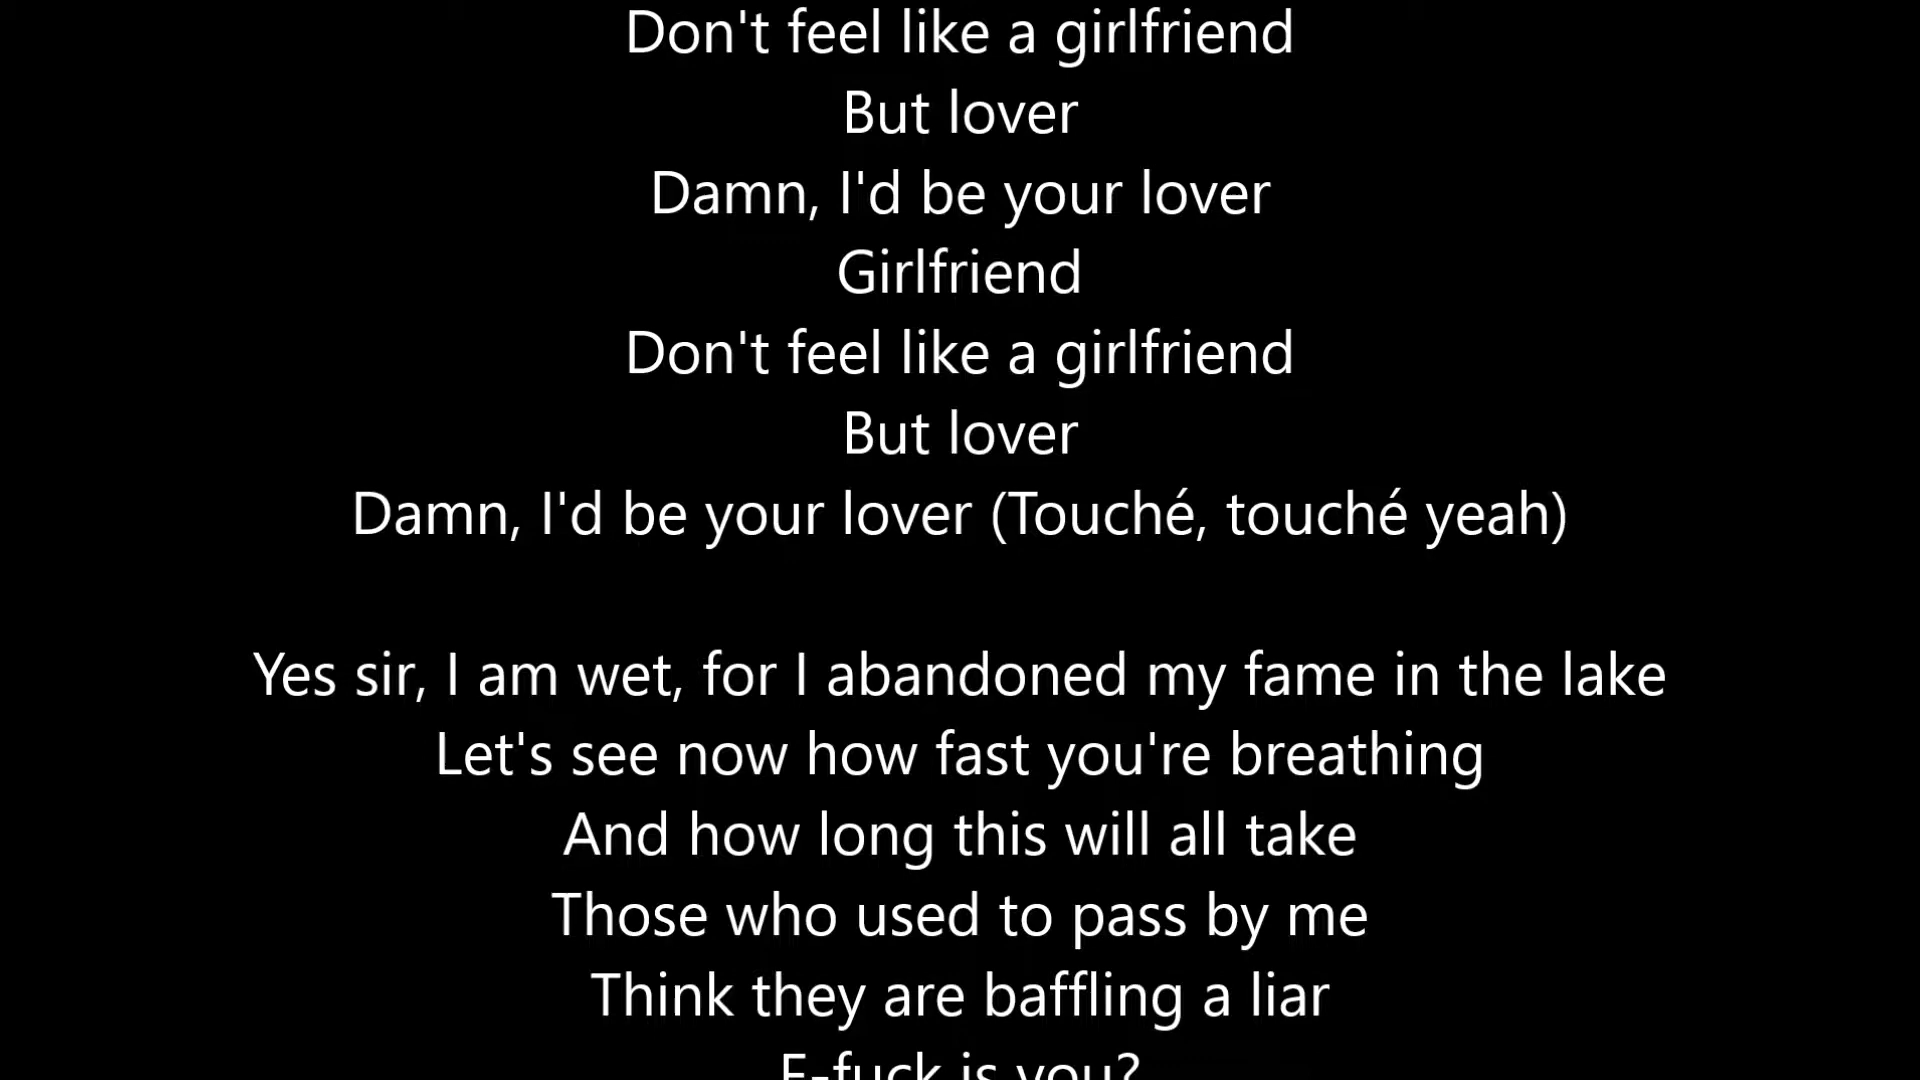 Don't feel like a girlfriend
But lover
Damn, I'd be your lover
Girlfriend
Don't feel like a girlfriend
But lover
Damn, I'd be your lover (Touché, touché yeah)
Yes sir, I am wet, for I abandoned my fame in the lake
Let's see now how fast you're breathing
And how long this will all take
Those who used to pass by me
Think they are baffling a liar
F-fuck is you?